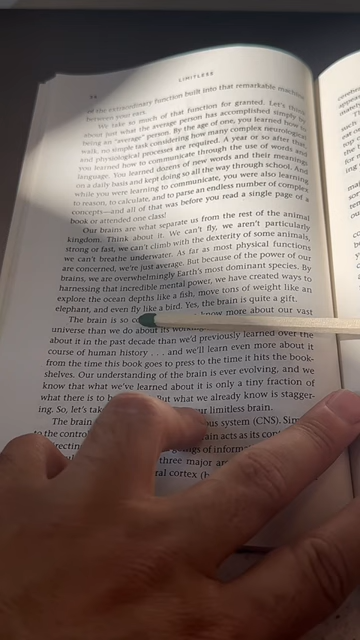 LIMITLESS
of the extraordinary function built into that remarkable machine
between your ears.
We take so much of that function for granted. Let's think
about just what the average person has accomplished simply by
being an "average" person. By the age of one, you learned how to
walk, no simple task considering how many complex neurological
and physiological processes are required. A year or so after that,
you learned how to communicate through the use of words and
language. You learned dozens of new words and their meanings
on a daily basis and kept doing so all the way through school. And
while you were learning to communicate, you were also learning
to reason, to calculate, and to parse an endless number of complex
concepts—and all of that was before you read a single page of a
book or attended one class!
Our brains are what separate us from the rest of the animal
kingdom. Think about it. We can't fly, we aren't particularly
strong or fast, we can't climb with the dexterity of some animals,
we can't breathe underwater. As far as most physical functions
are concerned, we're just average. But because of the power of our
brains, we are overwhelmingly Earth's most dominant species. By
harnessing that incredible mental power, we have created ways to
explore the ocean depths like a fish, move tons of weight like an
elephant, and even fly like a bird. Yes, the brain is quite a gift.
The brain is so know more about our vast
universe than we do about its
about it in the past decade than we'd previously learned over the
course of human history . . . and we'll learn even more about it
from the time this book goes to press to the time it hits the book-
shelves. Our understanding of the brain is ever evolving, and we
know that what we've learned about it is only a tiny fraction of
what there is to But what we already know is stagger-
ing. So, let's tak our limitless brain.
The brain ous system (CNS).
to the control ain acts as its
ngs of
three major
ral cortex